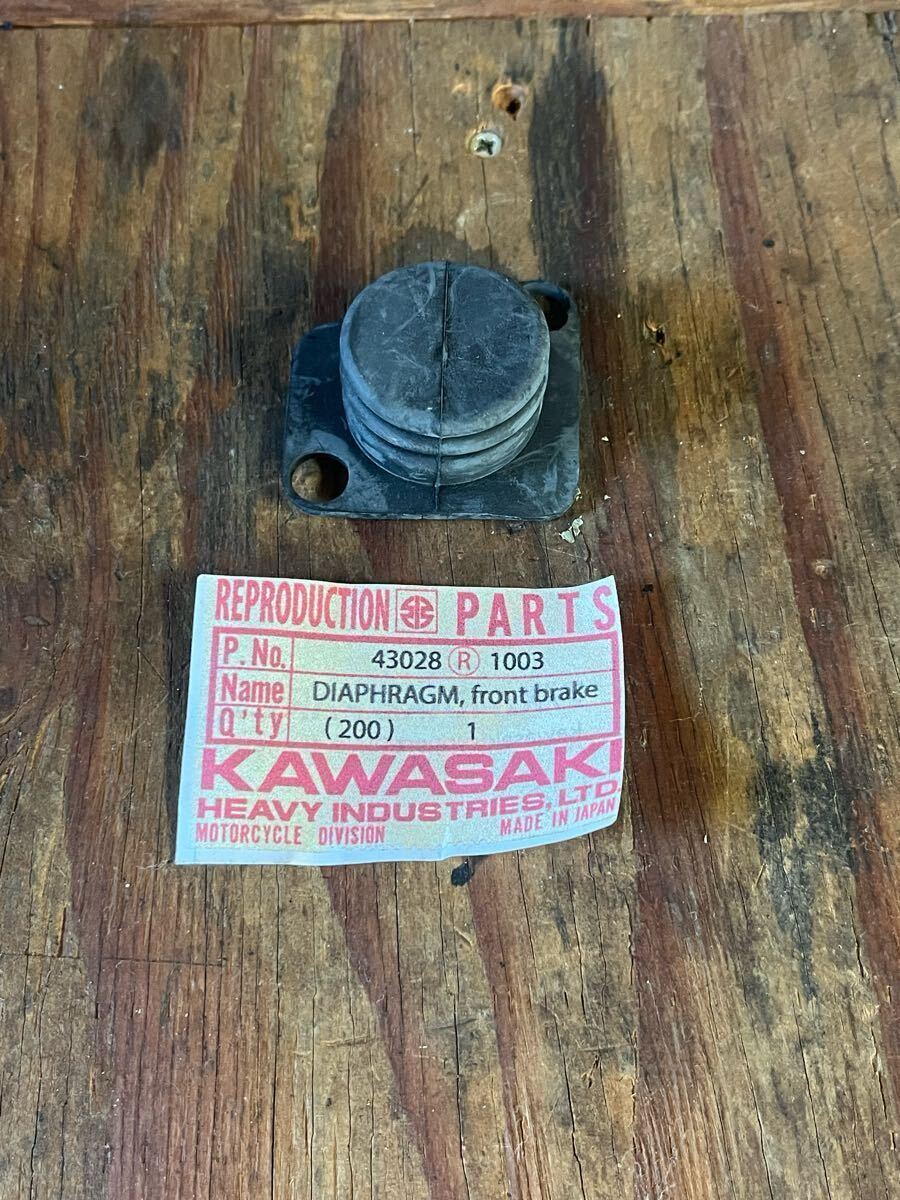 REPRODUCTION PARTS
P. No. 43028 Ⓡ 1003
Name DIAPHRAGM, front brake
Q'ty (200) 1
KAWASAKI
HEAVY INDUSTRIES, LTD.
MOTORCYCLE DIVISION MADE IN JAPAN